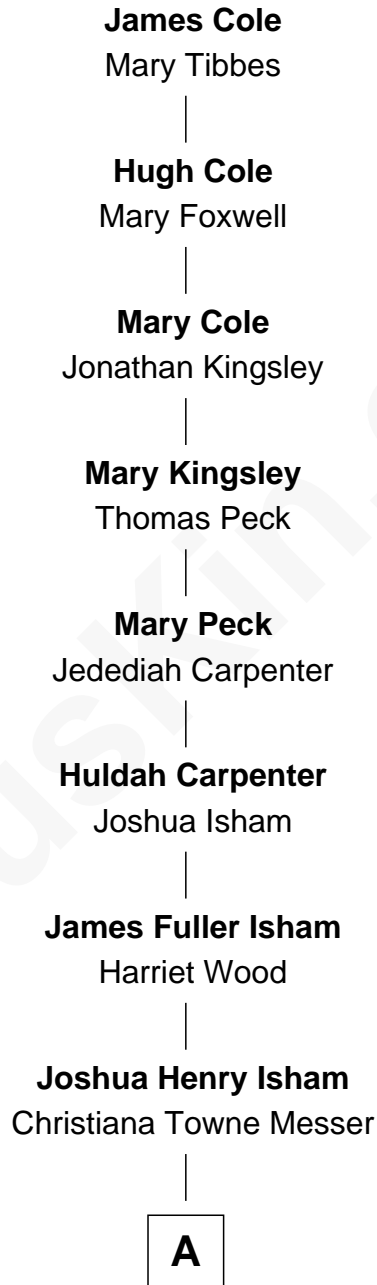 James Cole
Mary Tibbes
Hugh Cole
Mary Foxwell
Mary Cole
Jonathan Kingsley
Mary Kingsley
Thomas Peck
Mary Peck
Jedediah Carpenter
Huldah Carpenter
Joshua Isham
James Fuller Isham
Harriet Wood
Joshua Henry Isham
Christiana Towne Messer
A